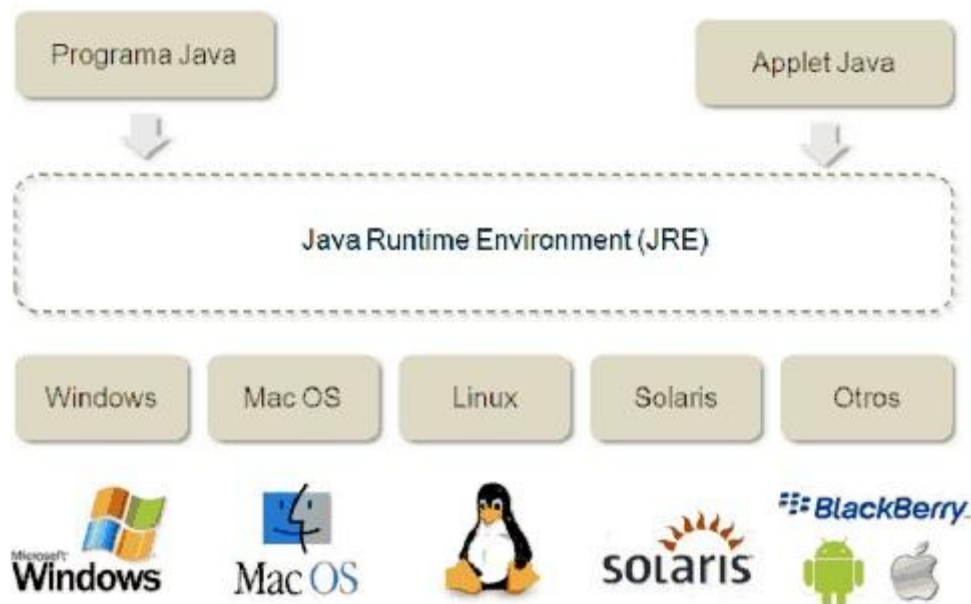 Programa Java
Applet Java
Java Runtime Environment (JRE)
Windows
Mac OS
Linux
Solaris
Otros
BlackBerry
Microsoft
Windows
Mac OS
solaris